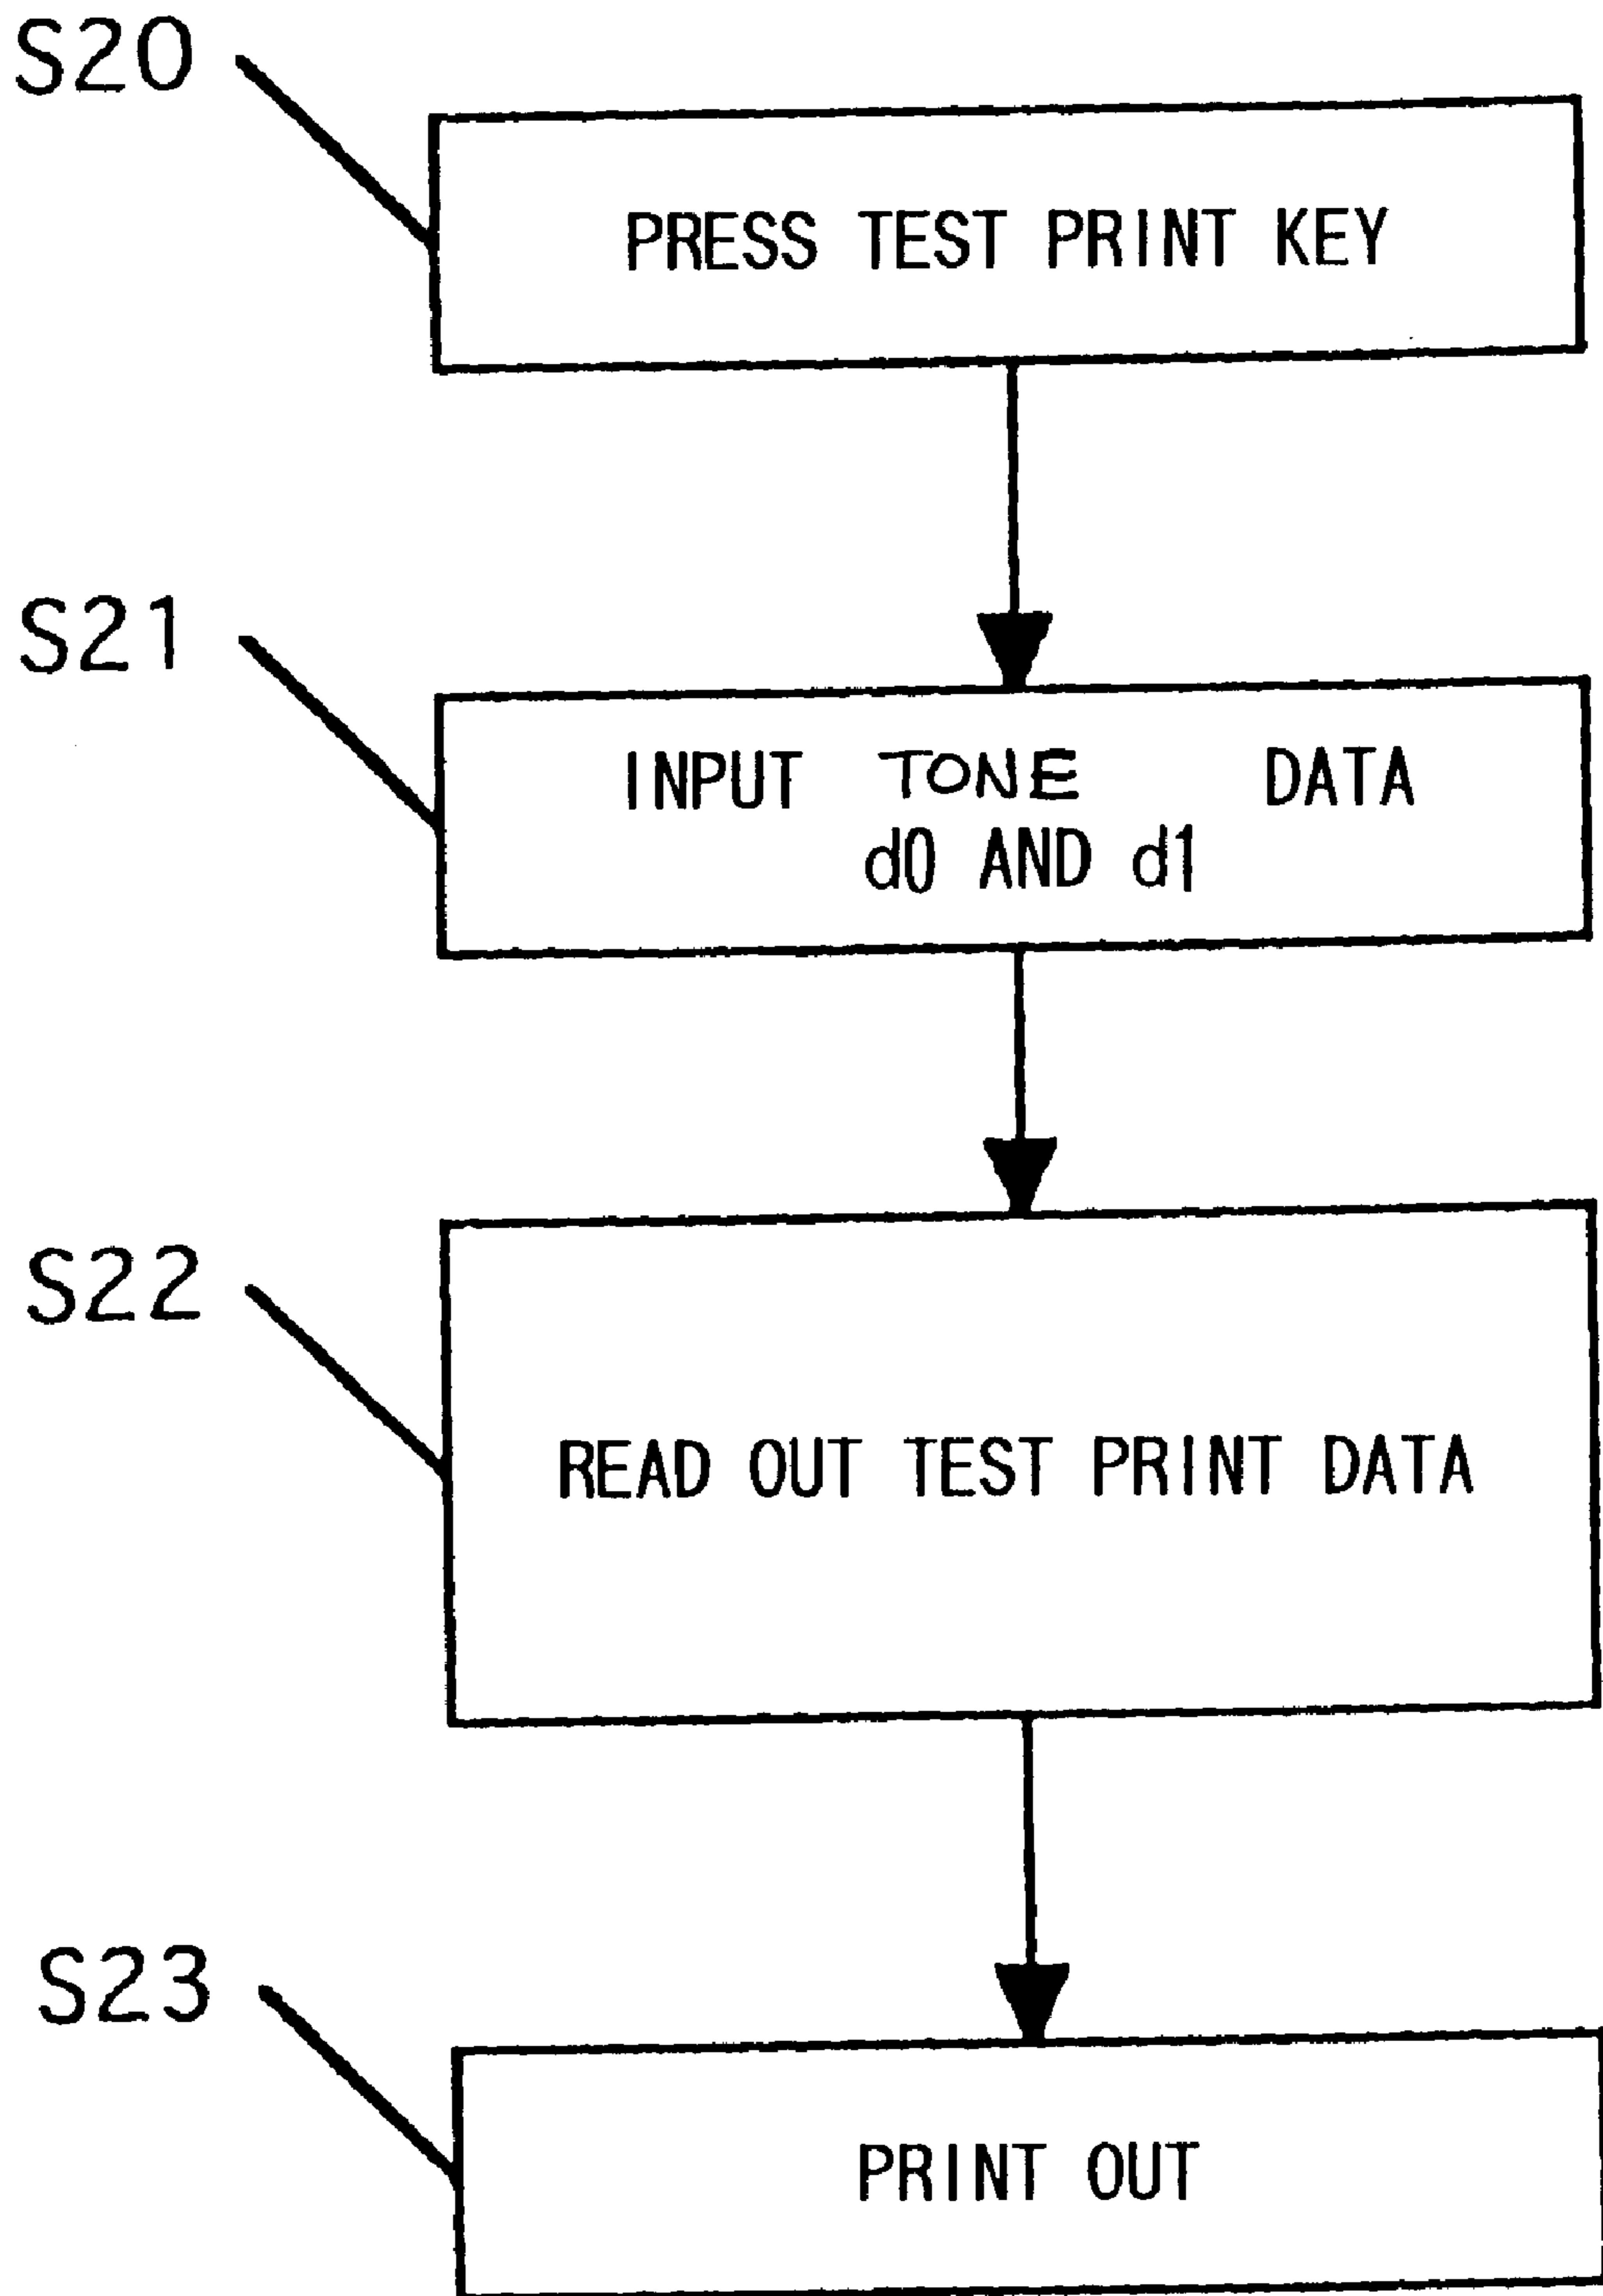 S20
PRESS TEST PRINT KEY
S21
INPUT TONE DATA
d0 AND d1
S22
READ OUT TEST PRINT DATA
S23
PRINT OUT